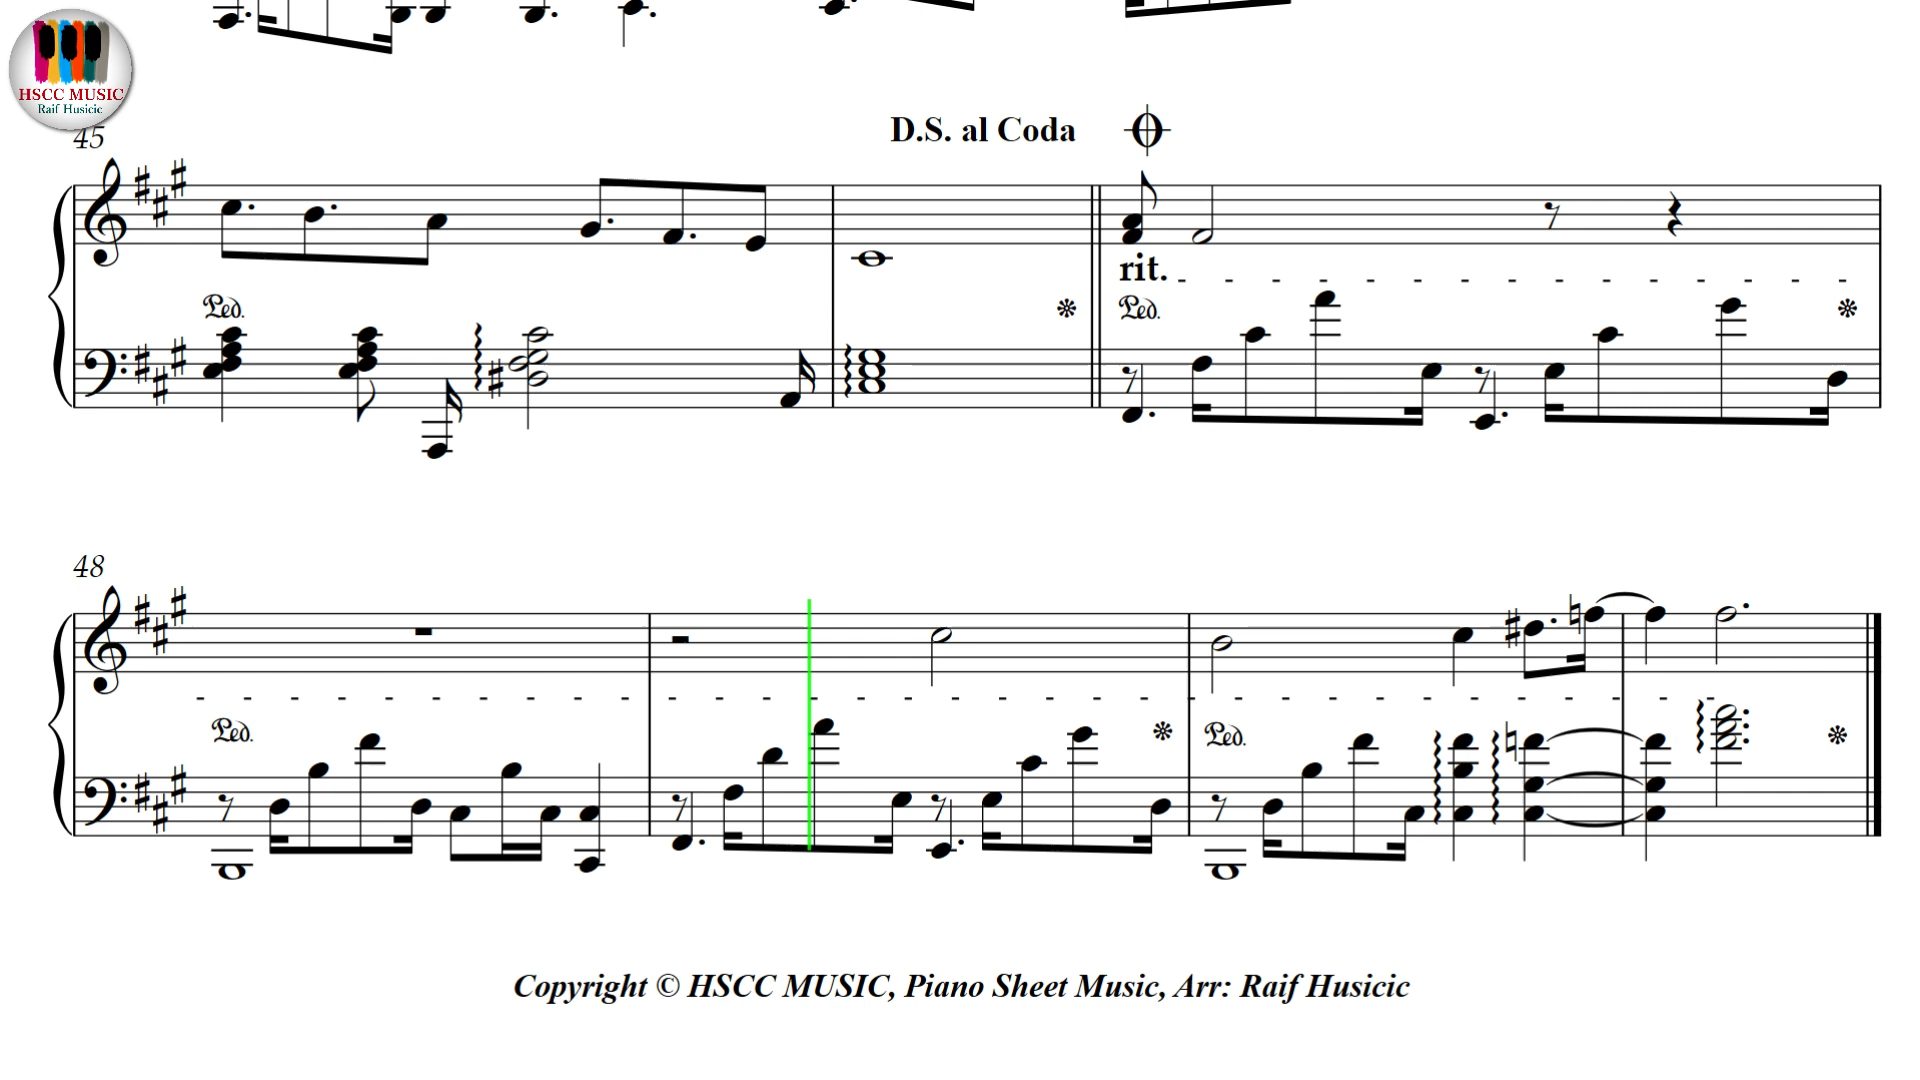 HSCC MUSIC
Raif Husicic
45
D.S. al Coda
rit.
Ped.
Ped.
48
Ped.
Ped.
Copyright © HSCC MUSIC, Piano Sheet Music, Arr: Raif Husicic